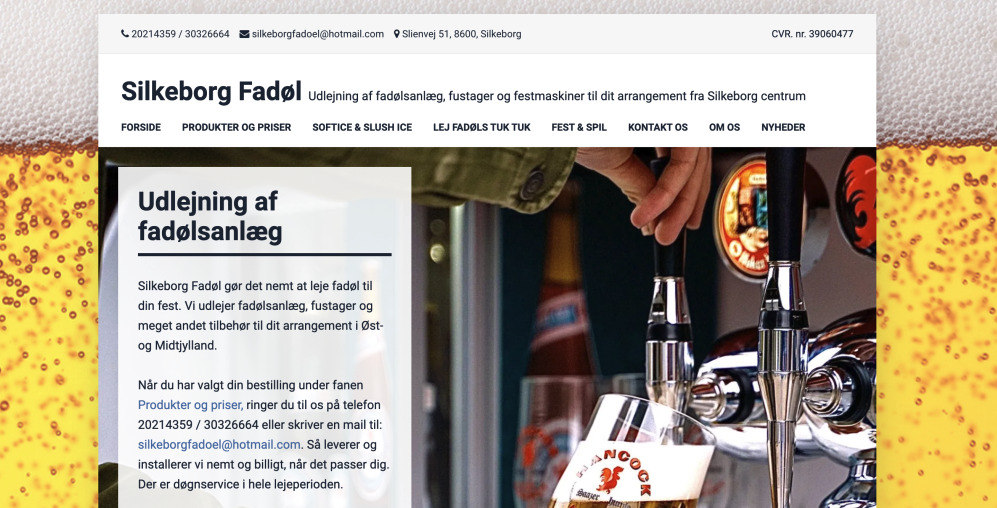 20214359 / 30326664 silkeborgfadoel@hotmail.com Slienvej 51, 8600, Silkeborg CVR. nr. 39060477
Silkeborg Fadøl Udlejning af fadølsanlæg, fustager og festmaskiner til dit arrangement fra Silkeborg centrum
FORSIDE PRODUKTER OG PRISER SOFTICE & SLUSH ICE LEJ FADØLS TUK TUK FEST & SPIL KONTAKT OS OM OS NYHEDER
Udlejning af
fadølsanlæg
Silkeborg Fadøl gør det nemt at leje fadøl til
din fest. Vi udlejer fadølsanlæg, fustager og
meget andet tilbehør til dit arrangement i Øst-
og Midtjylland.
Når du har valgt din bestilling under fanen
Produkter og priser, ringer du til os på telefon
20214359 / 30326664 eller skriver en mail til:
silkeborgfadoel@hotmail.com. Så leverer og
installerer vi nemt og billigt, når det passer dig.
Der er døgnservice i hele lejeperioden.
HANCOCK
Saazer